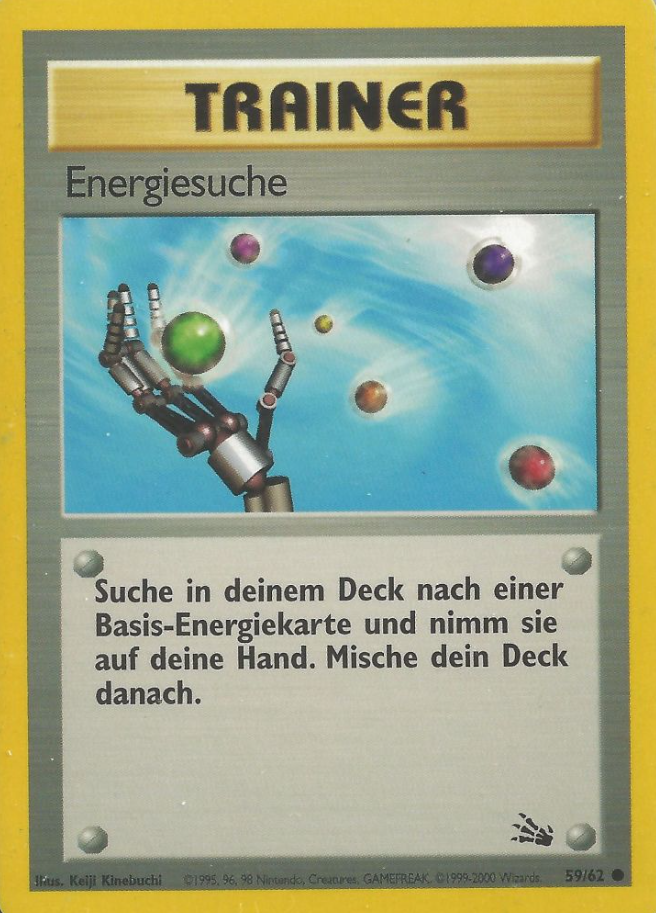 TRAINER
Energiesuche
Suche in deinem Deck nach einer
Basis-Energiekarte und nimm sie
auf deine Hand. Mische dein Deck
danach.
Illus. Keiji Kinebuchi ©1995, 96, 98 Nintendo, Creatures, GAMEFREAK. ©1999-2000 Wizards. 59/62